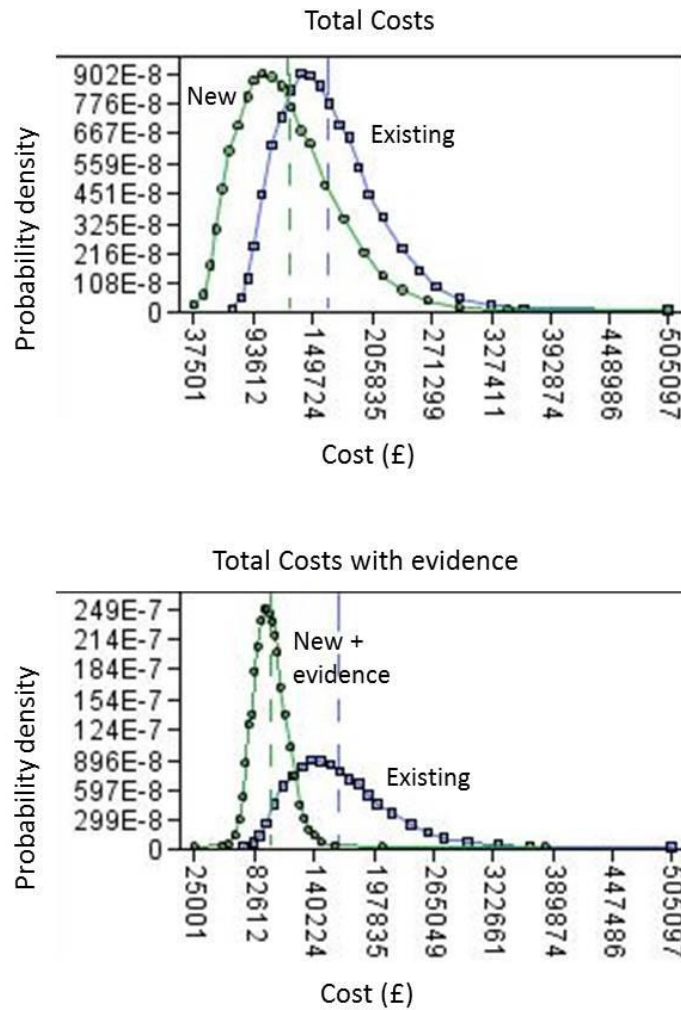 Total Costs
Probability density
902E-8
776E-8
667E-8
559E-8
451E-8
325E-8
216E-8
108E-8
0
New
Existing
37501
93612
149724
205835
271299
327411
392874
448986
505097
Cost (£)
Total Costs with evidence
Probability density
249E-7
214E-7
184E-7
154E-7
124E-7
896E-8
597E-8
299E-8
0
New +
evidence
Existing
25001
82612
140224
197835
265049
322661
389874
447486
505097
Cost (£)